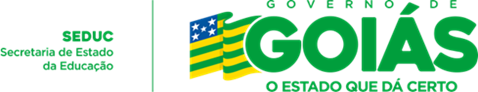 SEDUC
Secretaria de Estado
da Educação
GOVERNO DE
GOIÁS
O ESTADO QUE DÁ CERTO